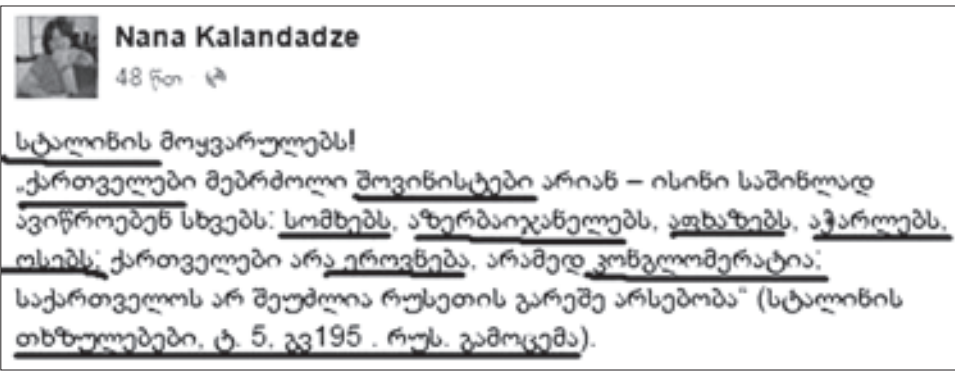 Nana Kalandadze
48 წთ
სტალინის მოყვარულებს!
„ქართველები მებრძოლი შოვინისტები არიან – ისინი საშინლად
ავიწროებენ სხვებს: სომხებს, აზერბაიჯანელებს, აფხაზებს, აჭარლებს,
ოსებს; ქართველები არა ეროვნება, არამედ კონგლომერატია;
საქართველოს არ შეუძლია რუსეთის გარეშე არსებობა“ (სტალინის
თხზულებები, ტ. 5, გვ195 . რუს. გამოცემა).